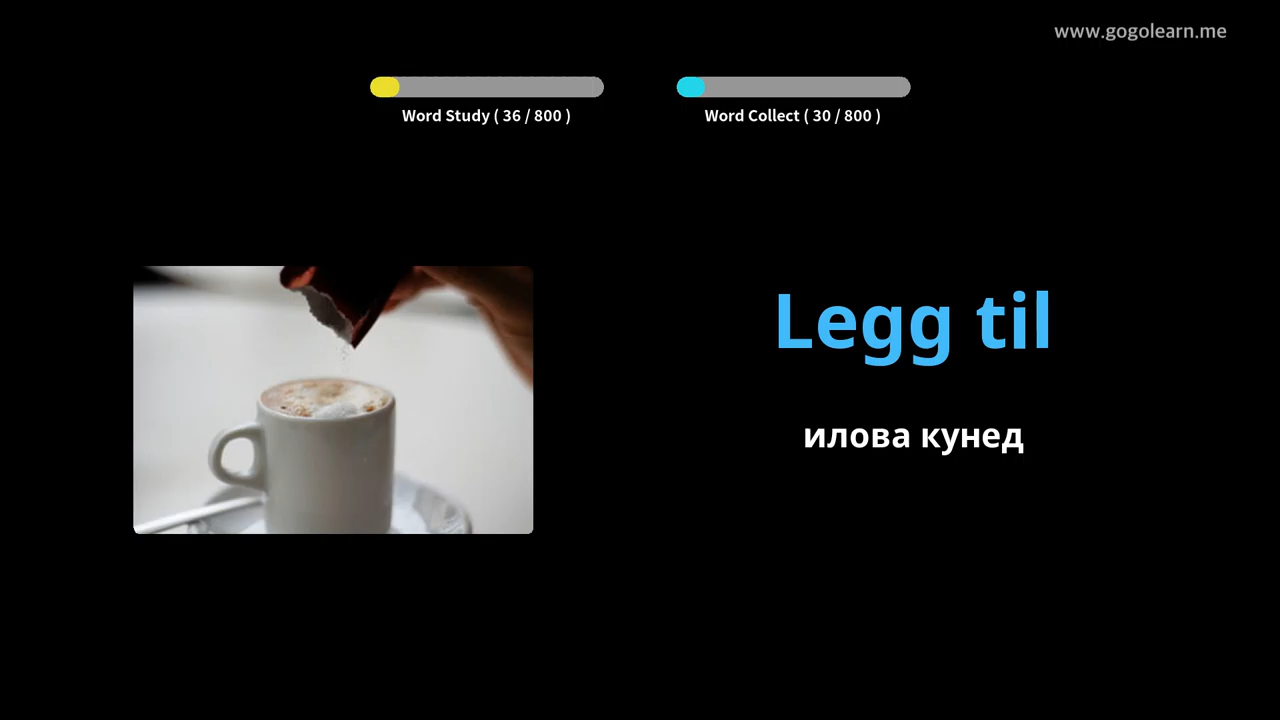 www.gogolearn.me
Word Study ( 36 / 800 )
Word Collect ( 30 / 800 )
Legg til
илова кунед